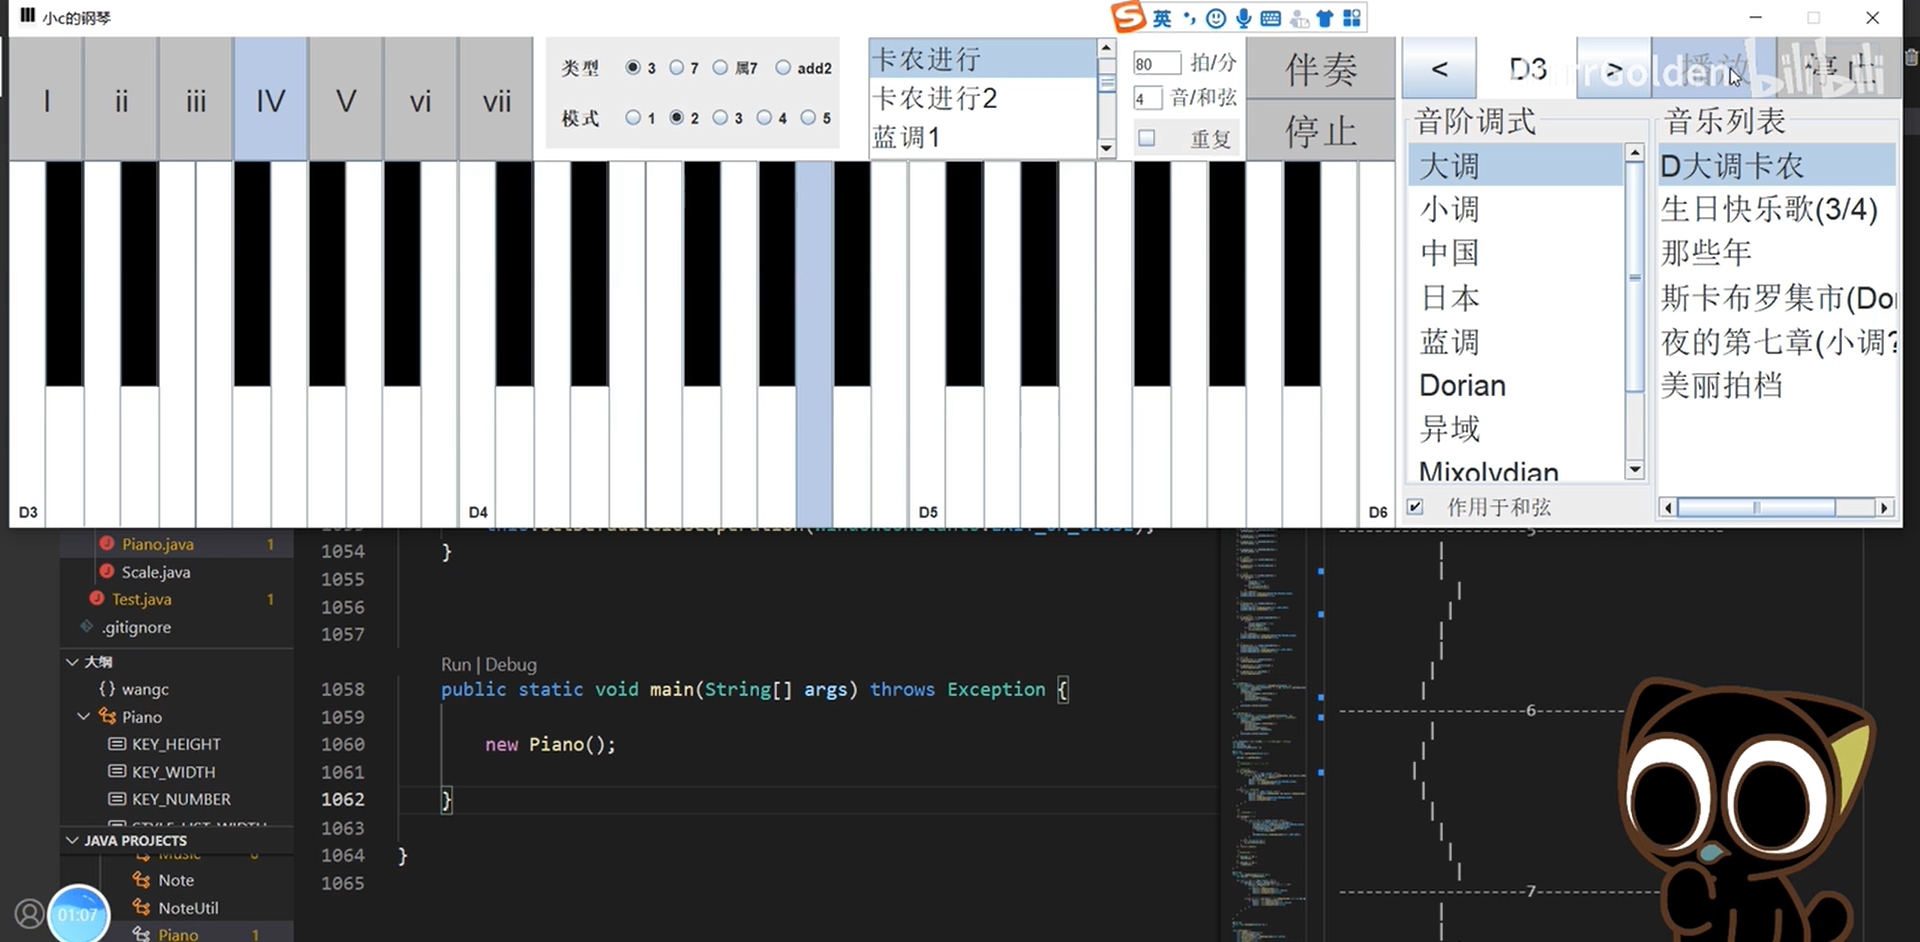 小c的钢琴
英
I ii iii IV V vi vii
类型 3 7 属7 add2
模式 1 2 3 4 5
卡农进行
卡农进行2
蓝调1
80 拍/分
4 音/和弦
重复
伴奏
停止
< D3 > 播放 停止
Golden bilibili
音阶调式
大调
小调
中国
日本
蓝调
Dorian
异域
Mixolydian
作用于和弦
音乐列表
D大调卡农
生日快乐歌(3/4)
那些年
斯卡布罗集市(Dor
夜的第七章(小调?
美丽拍档
D3 D4 D5 D6
Piano.java 1
Scale.java
Test.java 1
.gitignore
大纲
{} wangc
Piano
KEY_HEIGHT
KEY_WIDTH
KEY_NUMBER
JAVA PROJECTS
Music 6
Note
NoteUtil
Piano 1
01:07
1054 }
1055
1056
1057
Run | Debug
1058 public static void main(String[] args) throws Exception {
1059
1060 new Piano();
1061
1062 }
1063
1064 }
1065
5
6
7